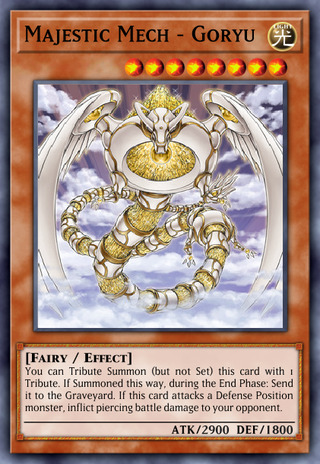 Majestic Mech - Goryu
LIGHT
光
[Fairy / Effect]
You can Tribute Summon (but not Set) this card with 1
Tribute. If Summoned this way, during the End Phase: Send
it to the Graveyard. If this card attacks a Defense Position
monster, inflict piercing battle damage to your opponent.
ATK/2900 DEF/1800